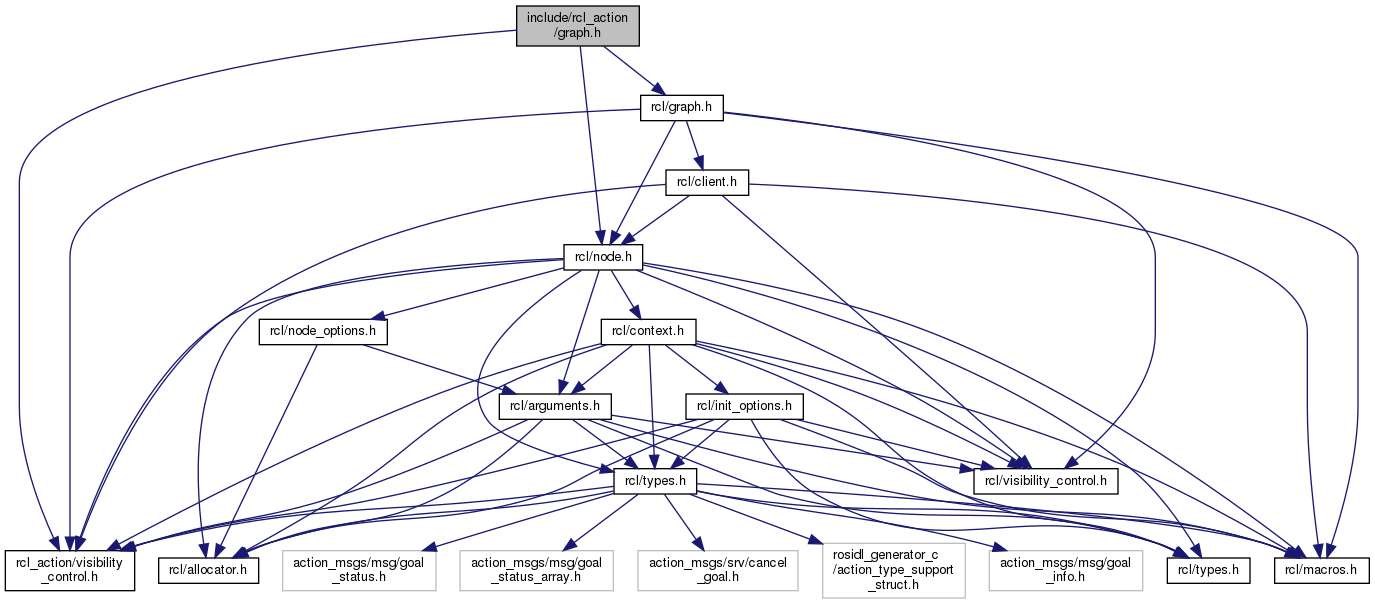 include/rcl_action
/graph.h
rcl/graph.h
rcl/client.h
rcl/node.h
rcl/node_options.h
rcl/context.h
rcl/arguments.h
rcl/init_options.h
rcl/types.h
rcl/visibility_control.h
rcl_action/visibility
_control.h
rcl/allocator.h
action_msgs/msg/goal
_status.h
action_msgs/msg/goal
_status_array.h
action_msgs/srv/cancel
_goal.h
rosidl_generator_c
/action_type_support
_struct.h
action_msgs/msg/goal
_info.h
rcl/types.h
rcl/macros.h